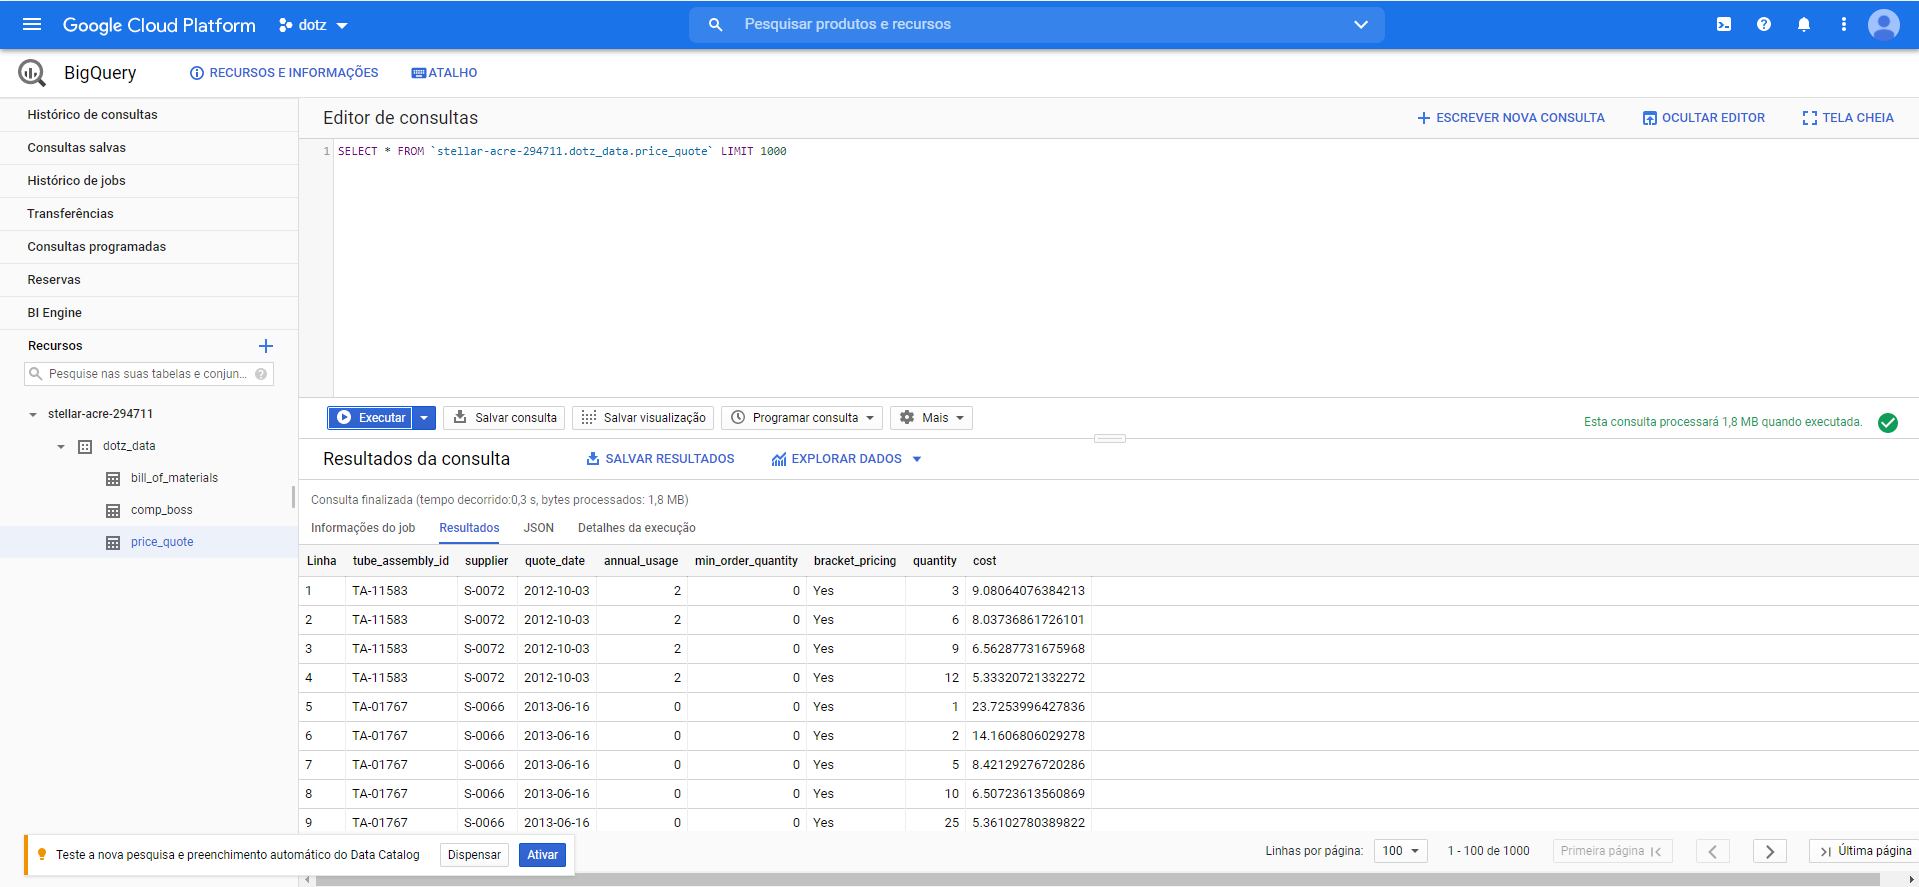 Google Cloud Platform dotz Pesquisar produtos e recursos
BigQuery RECURSOS E INFORMAÇÕES ATALHO
Histórico de consultas
Consultas salvas
Histórico de jobs
Transferências
Consultas programadas
Reservas
BI Engine
Recursos
Pesquise nas suas tabelas e conjun...
stellar-acre-294711
dotz_data
bill_of_materials
comp_boss
price_quote
Editor de consultas ESCREVER NOVA CONSULTA OCULTAR EDITOR TELA CHEIA
1 SELECT * FROM `stellar-acre-294711.dotz_data.price_quote` LIMIT 1000
Executar Salvar consulta Salvar visualização Programar consulta Mais Esta consulta processará 1,8 MB quando executada.
Resultados da consulta SALVAR RESULTADOS EXPLORAR DADOS
Consulta finalizada (tempo decorrido:0,3 s, bytes processados: 1,8 MB)
Informações do job Resultados JSON Detalhes da execução
Linha tube_assembly_id supplier quote_date annual_usage min_order_quantity bracket_pricing quantity cost
1 TA-11583 S-0072 2012-10-03 2 0 Yes 3 9.08064076384213
2 TA-11583 S-0072 2012-10-03 2 0 Yes 6 8.03736861726101
3 TA-11583 S-0072 2012-10-03 2 0 Yes 9 6.56287731675968
4 TA-11583 S-0072 2012-10-03 2 0 Yes 12 5.33320721332272
5 TA-01767 S-0066 2013-06-16 0 0 Yes 1 23.7253996427836
6 TA-01767 S-0066 2013-06-16 0 0 Yes 2 14.1606806029278
7 TA-01767 S-0066 2013-06-16 0 0 Yes 5 8.42129276720286
8 TA-01767 S-0066 2013-06-16 0 0 Yes 10 6.50723613560869
9 TA-01767 S-0066 2013-06-16 0 0 Yes 25 5.36102780389822
Teste a nova pesquisa e preenchimento automático do Data Catalog Dispensar Ativar
Linhas por página: 100 1 - 100 de 1000 Primeira página Última página